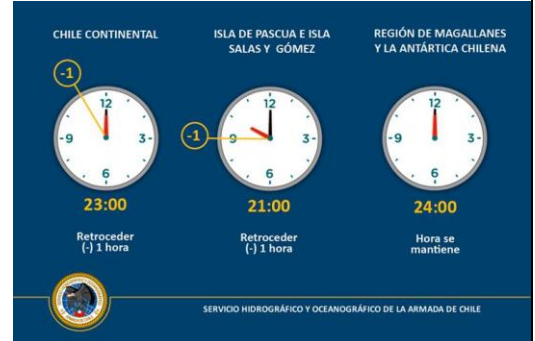 CHILE CONTINENTAL
-1
12
9
3
6
23:00
Retroceder
(-) 1 hora
ISLA DE PASCUA E ISLA
SALAS Y GÓMEZ
-1
12
9
3
6
21:00
Retroceder
(-) 1 hora
REGIÓN DE MAGALLANES
Y LA ANTÁRTICA CHILENA
12
9
3
6
24:00
Hora se
mantiene
SERVICIO HIDROGRÁFICO Y OCEANOGRÁFICO DE LA ARMADA DE CHILE